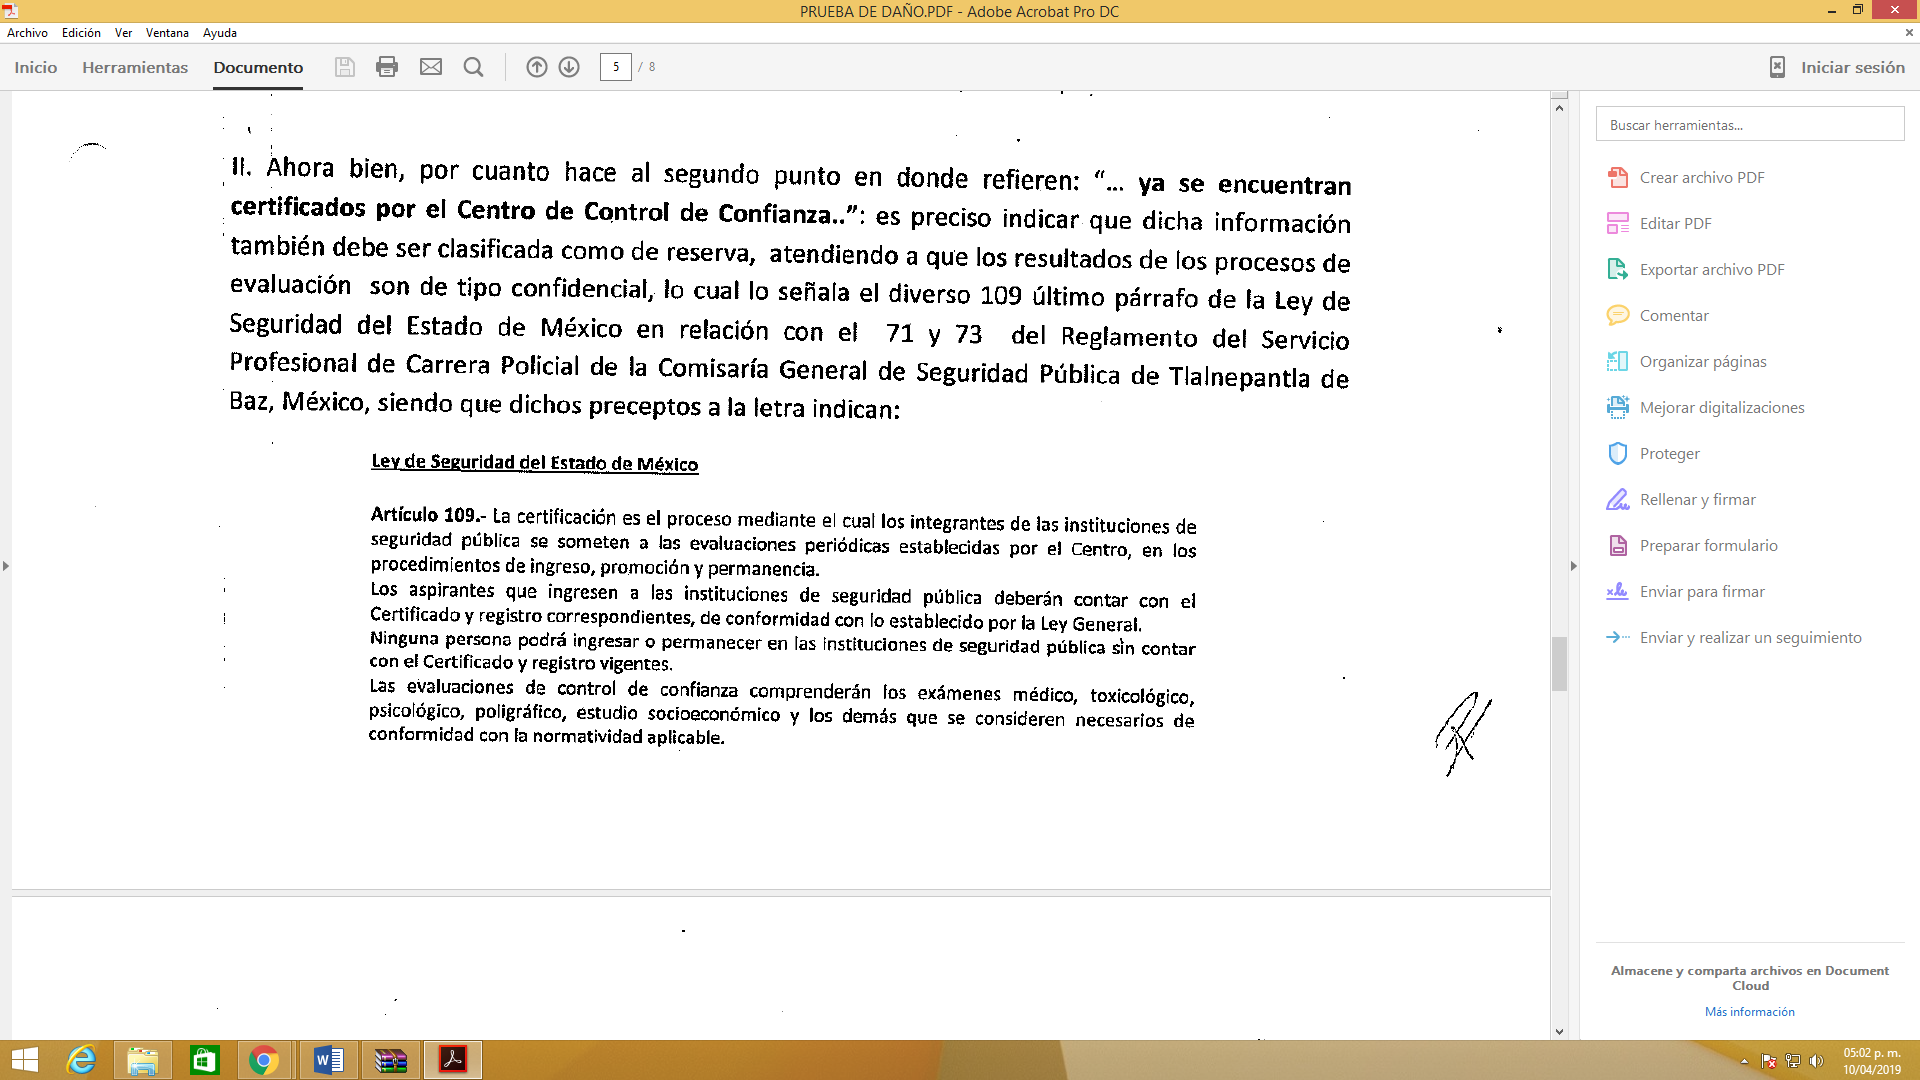 PRUEBA DE DAÑO.PDF - Adobe Acrobat Pro DC
Archivo Edición Ver Ventana Ayuda
Inicio Herramientas Documento 5 / 8 Iniciar sesión
II. Ahora bien, por cuanto hace al segundo punto en donde refieren: “... ya se encuentran
certificados por el Centro de Control de Confianza..”: es preciso indicar que dicha información
también debe ser clasificada como de reserva, atendiendo a que los resultados de los procesos de
evaluación son de tipo confidencial, lo cual lo señala el diverso 109 último párrafo de la Ley de
Seguridad del Estado de México en relación con el 71 y 73 del Reglamento del Servicio
Profesional de Carrera Policial de la Comisaría General de Seguridad Pública de Tlalnepantla de
Baz, México, siendo que dichos preceptos a la letra indican:
Ley de Seguridad del Estado de México
Artículo 109.- La certificación es el proceso mediante el cual los integrantes de las instituciones de
seguridad pública se someten a las evaluaciones periódicas establecidas por el Centro, en los
procedimientos de ingreso, promoción y permanencia.
Los aspirantes que ingresen a las instituciones de seguridad pública deberán contar con el
Certificado y registro correspondientes, de conformidad con lo establecido por la Ley General.
Ninguna persona podrá ingresar o permanecer en las instituciones de seguridad pública sin contar
con el Certificado y registro vigentes.
Las evaluaciones de control de confianza comprenderán los exámenes médico, toxicológico,
psicológico, poligráfico, estudio socioeconómico y los demás que se consideren necesarios de
conformidad con la normatividad aplicable.
Buscar herramientas...
Crear archivo PDF
Editar PDF
Exportar archivo PDF
Comentar
Organizar páginas
Mejorar digitalizaciones
Proteger
Rellenar y firmar
Preparar formulario
Enviar para firmar
Enviar y realizar un seguimiento
Almacene y comparta archivos en Document
Cloud
Más información
05:02 p. m.
10/04/2019